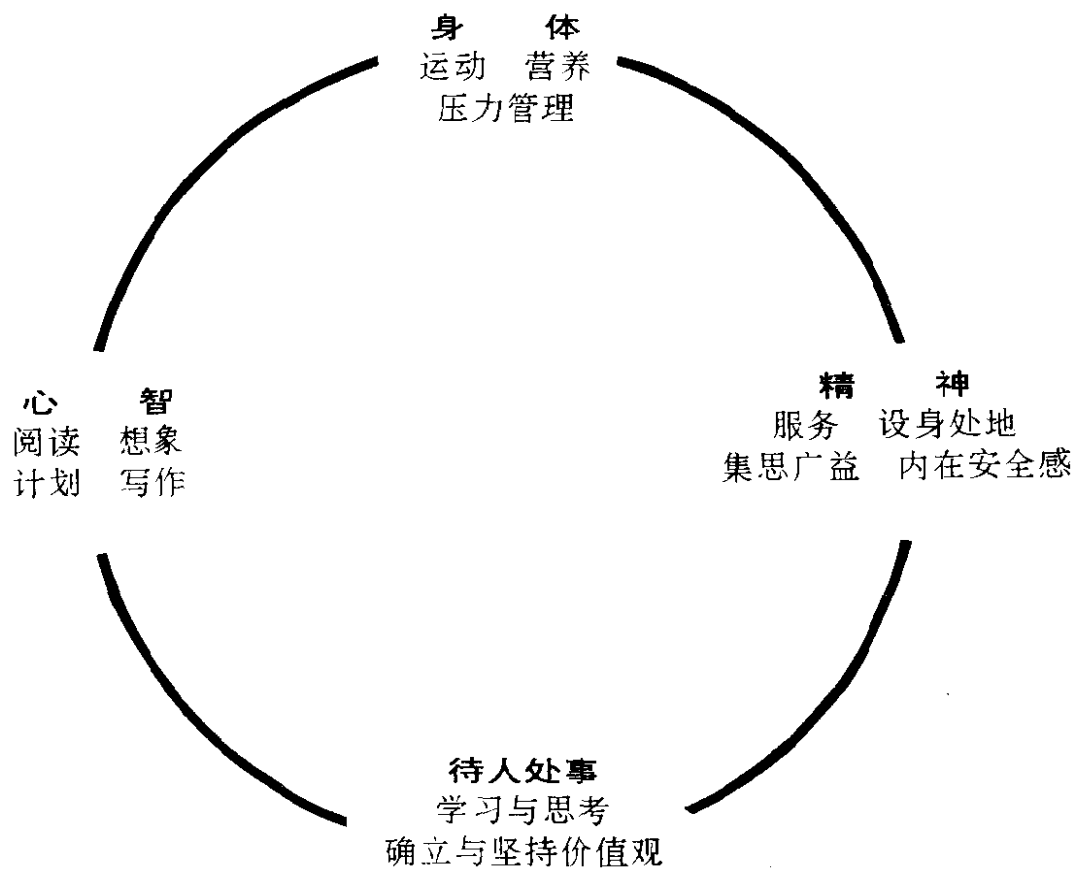 身 体
运动 营养
压力管理
心 智
阅读 想象
计划 写作
精 神
服务 设身处地
集思广益 内在安全感
待人处事
学习与思考
确立与坚持价值观